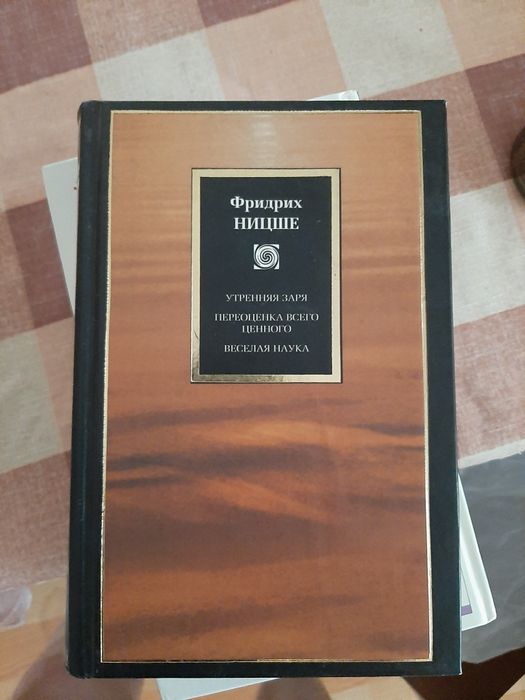 Фридрих
НИЦШЕ
УТРЕННЯЯ ЗАРЯ
ПЕРЕОЦЕНКА ВСЕГО
ЦЕННОГО
ВЕСЕЛАЯ НАУКА